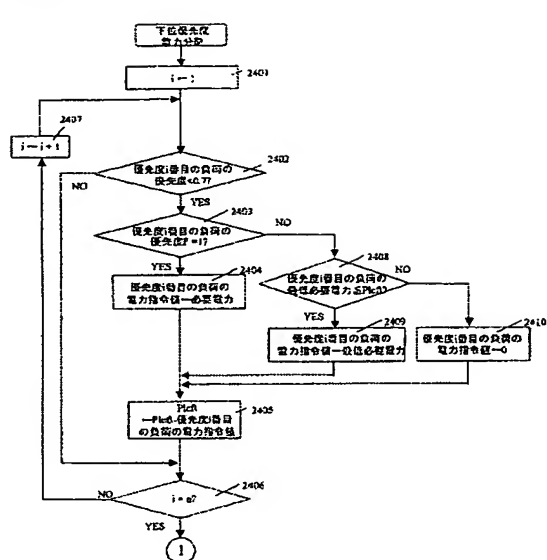 下位優先度
電力分配
2401
2407
i←i+1
2402
優先度i番目の負荷の
優先度<0.7?
NO
YES
2403
優先度i番目の負荷の
NO
YES
2404
優先度i番目の負荷の
電力指令値←必要電力
2408
優先度i番目の負荷の
最低必要電力≦Pleft?
NO
YES
2409
優先度i番目の負荷の
電力指令値←最低必要電力
2410
優先度i番目の負荷の
電力指令値←0
Pleft
←Pleft-優先度i番目
の負荷の電力指令値
2405
2406
i = n?
NO
YES
1